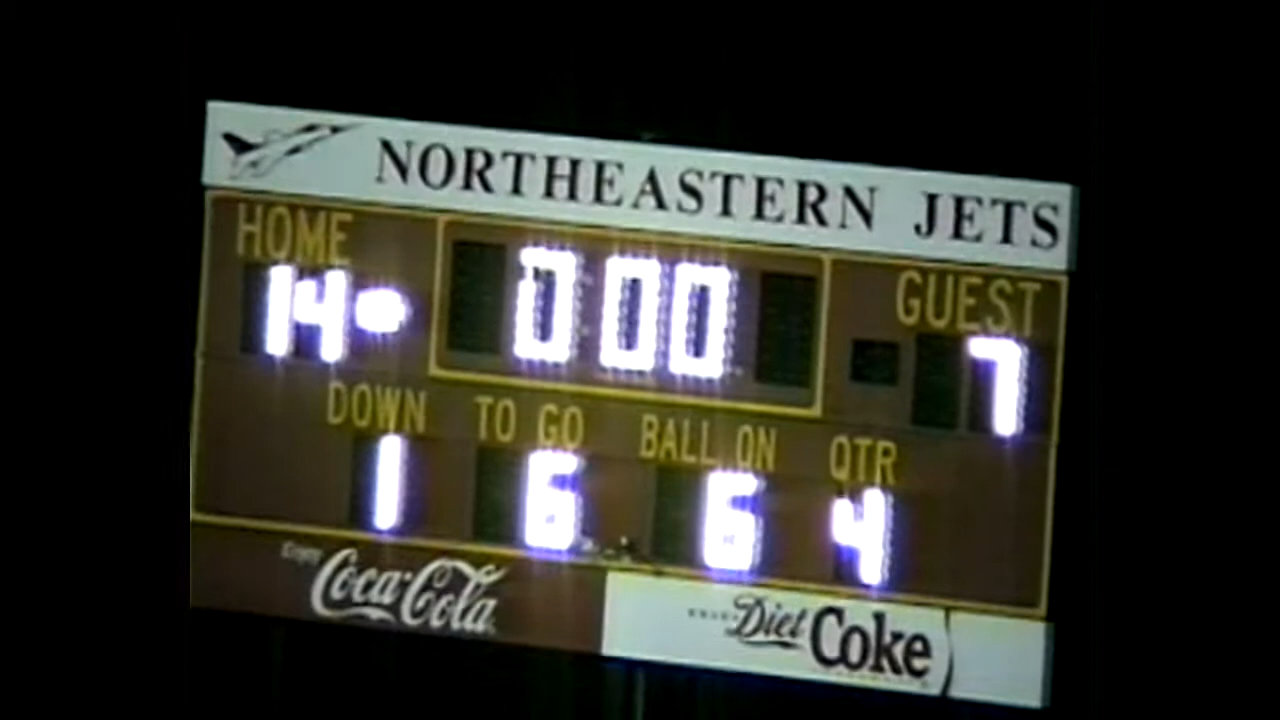 NORTHEASTERN JETS
HOME
GUEST
14 0 00 7
DOWN TO GO BALL ON QTR
1 6 6 4
Enjoy Coca-Cola
Diet Coke